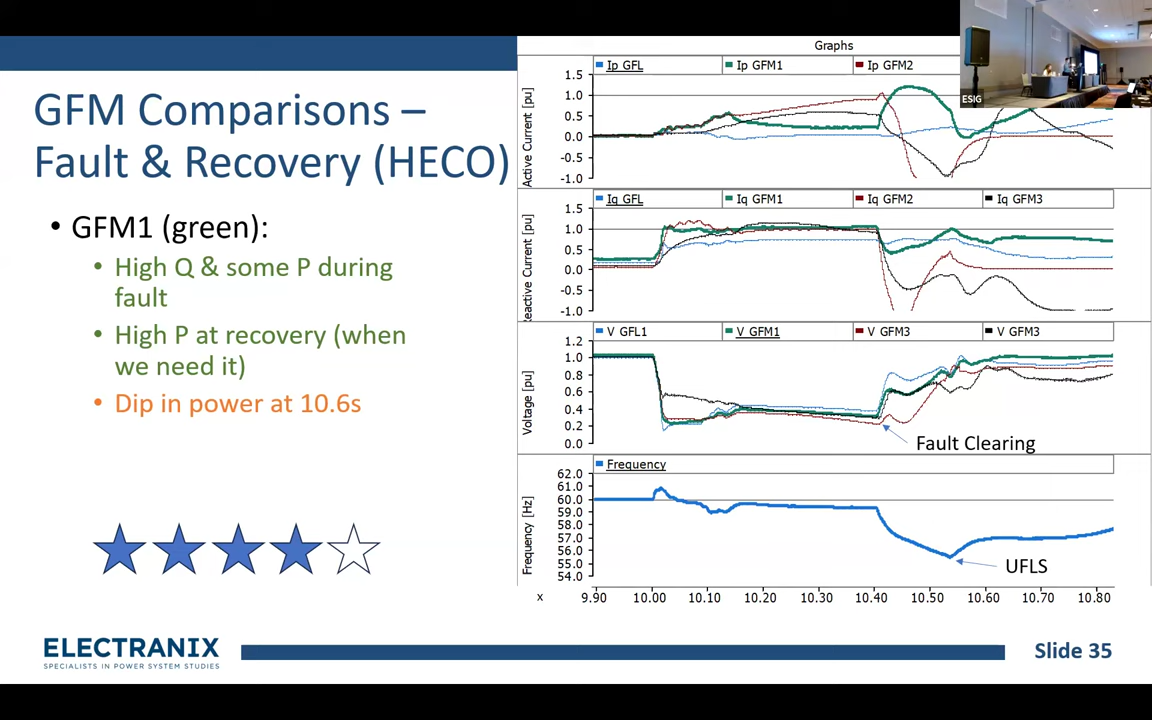 GFM Comparisons –
Fault & Recovery (HECO)
• GFM1 (green):
• High Q & some P during
fault
• High P at recovery (when
we need it)
• Dip in power at 10.6s
ELECTRANIX
SPECIALISTS IN POWER SYSTEM STUDIES
Graphs
Ip GFL
Ip GFM1
Ip GFM2
Active Current [pu]
1.5
1.0
0.5
0.0
-0.5
-1.0
Iq GFL
Iq GFM1
Iq GFM2
Iq GFM3
Reactive Current [pu]
1.5
1.0
0.5
0.0
-0.5
-1.0
V GFL1
V GFM1
V GFM3
V GFM3
Voltage [pu]
1.2
1.0
0.8
0.6
0.4
0.2
0.0
Fault Clearing
Frequency
Frequency [Hz]
62.0
61.0
60.0
59.0
58.0
57.0
56.0
55.0
54.0
UFLS
x
9.90
10.00
10.10
10.20
10.30
10.40
10.50
10.60
10.70
10.80
Slide 35
ESIG